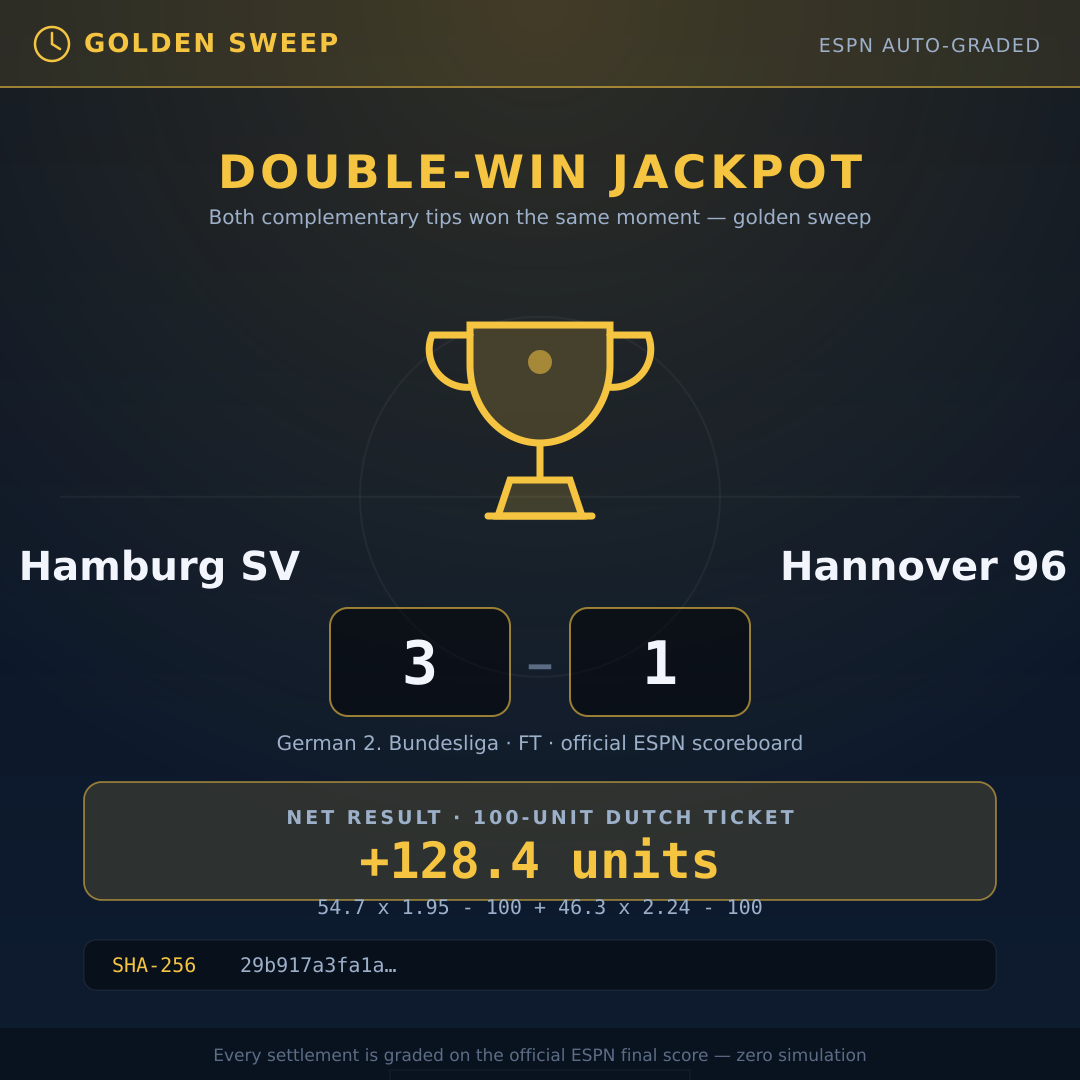 GOLDEN SWEEP
ESPN AUTO-GRADED
DOUBLE-WIN JACKPOT
Both complementary tips won the same moment — golden sweep
Hamburg SV
Hannover 96
3 – 1
German 2. Bundesliga · FT · official ESPN scoreboard
NET RESULT · 100-UNIT DUTCH TICKET
+128.4 units
54.7 x 1.95 - 100 + 46.3 x 2.24 - 100
SHA-256 29b917a3fa1a…
Every settlement is graded on the official ESPN final score — zero simulation